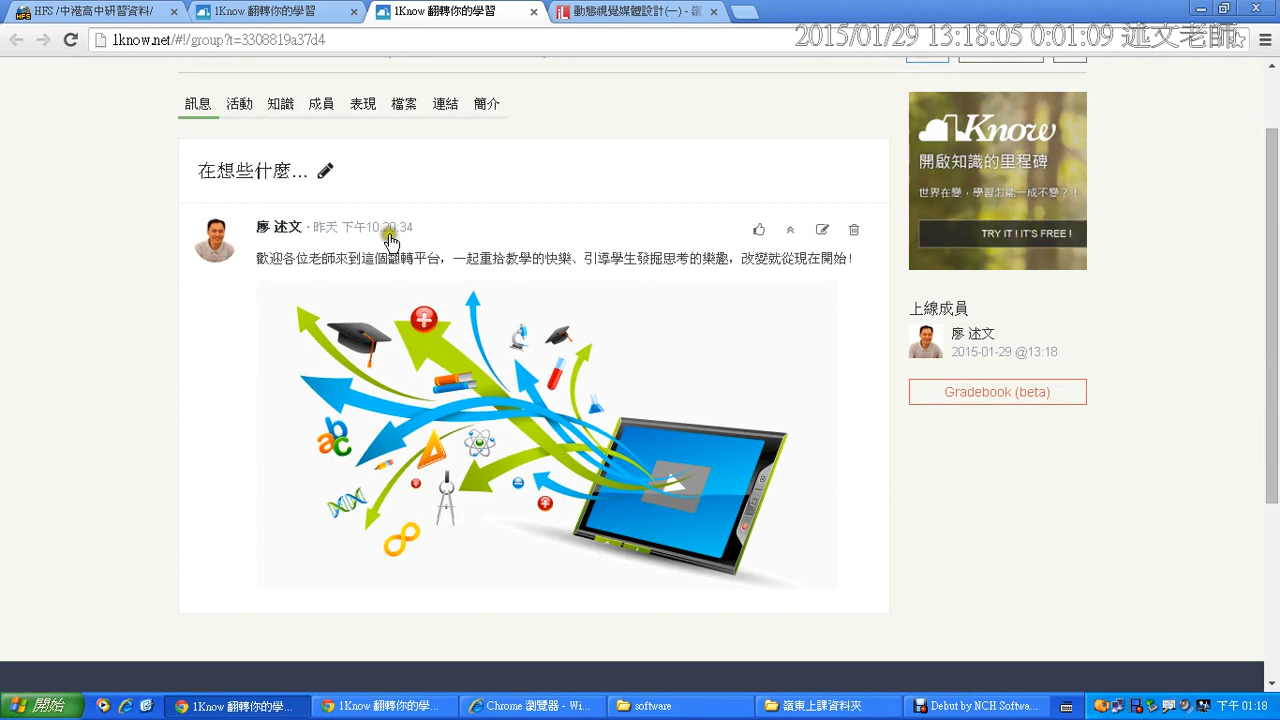 HFS /中港高中研習資料/
1Know 翻轉你的學習
1Know 翻轉你的學習
動態視覺媒體設計(一) -
1know.net/#!/group?t=3308819a37d4
2015/01/29 13:18:05 0:01:09 述文老師
訊息 活動 知識 成員 表現 檔案 連結 簡介
在想些什麼...
廖 述文 · 昨天 下午10:20:34
歡迎各位老師來到這個翻轉平台，一起重拾教學的快樂、引導學生發掘思考的樂趣，改變就從現在開始！
abc
1Know
開啟知識的里程碑
世界在變，學習怎能一成不變？！
TRY IT ! IT'S FREE !
上線成員
廖 述文
2015-01-29 @13:18
Gradebook (beta)
開始
1Know 翻轉你的學...
1Know 翻轉你的學...
Chrome 瀏覽器 - Wi...
software
羅東上課資料夾
Debut by NCH Softwa...
下午 01:18